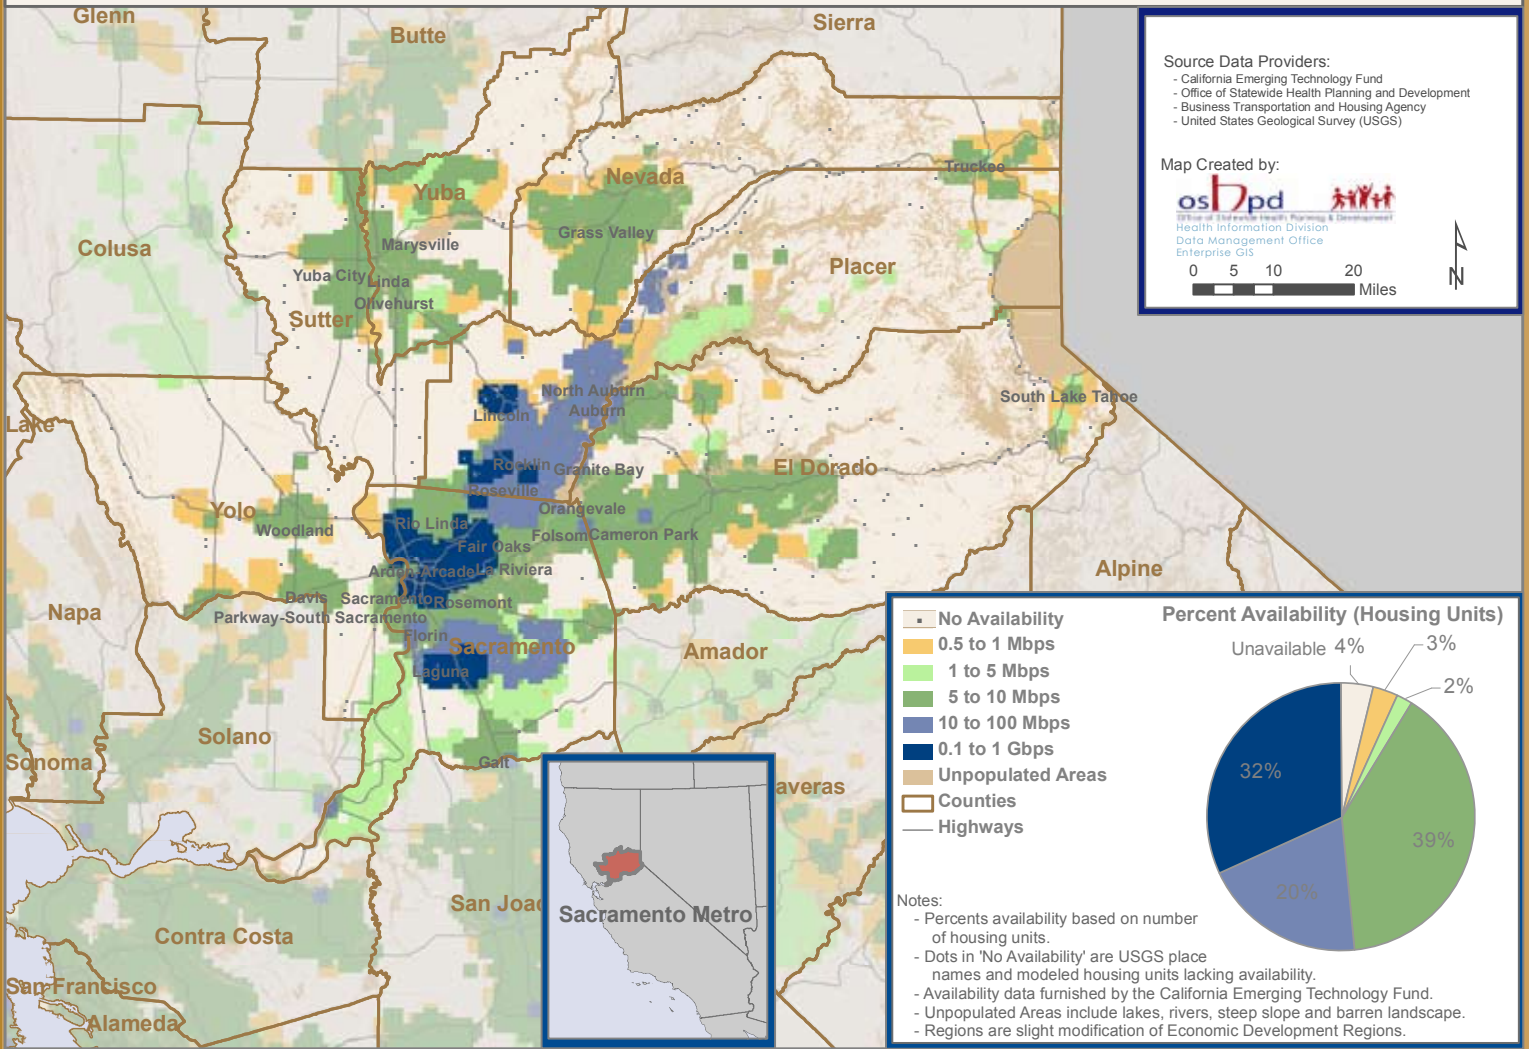 Glenn
Butte
Sierra
Colusa
Yuba
Nevada
Truckee
Marysville
Grass Valley
Yuba City
Linda
Olivehurst
Sutter
Placer
South Lake Tahoe
North Auburn
Auburn
Lincoln
Lake
Rocklin
Granite Bay
El Dorado
Roseville
Orangevale
Yolo
Woodland
Rio Linda
Folsom
Cameron Park
Fair Oaks
Arden-Arcade
La Riviera
Alpine
Davis
Sacramento
Rosemont
Napa
Parkway-South Sacramento
Florin
Sacramento
Laguna
Amador
Solano
Sonoma
Galt
averas
San Joac
Contra Costa
San Francisco
Alameda
Sacramento Metro
Source Data Providers:
- California Emerging Technology Fund
- Office of Statewide Health Planning and Development
- Business Transportation and Housing Agency
- United States Geological Survey (USGS)
Map Created by:
oshpd
Office of Statewide Health Planning & Development
Health Information Division
Data Management Office
Enterprise GIS
0 5 10 20
Miles
N
No Availability
0.5 to 1 Mbps
1 to 5 Mbps
5 to 10 Mbps
10 to 100 Mbps
0.1 to 1 Gbps
Unpopulated Areas
Counties
Highways
Percent Availability (Housing Units)
Unavailable 4%
3%
2%
32%
39%
20%
Notes:
- Percents availability based on number
of housing units.
- Dots in 'No Availability' are USGS place
names and modeled housing units lacking availability.
- Availability data furnished by the California Emerging Technology Fund.
- Unpopulated Areas include lakes, rivers, steep slope and barren landscape.
- Regions are slight modification of Economic Development Regions.